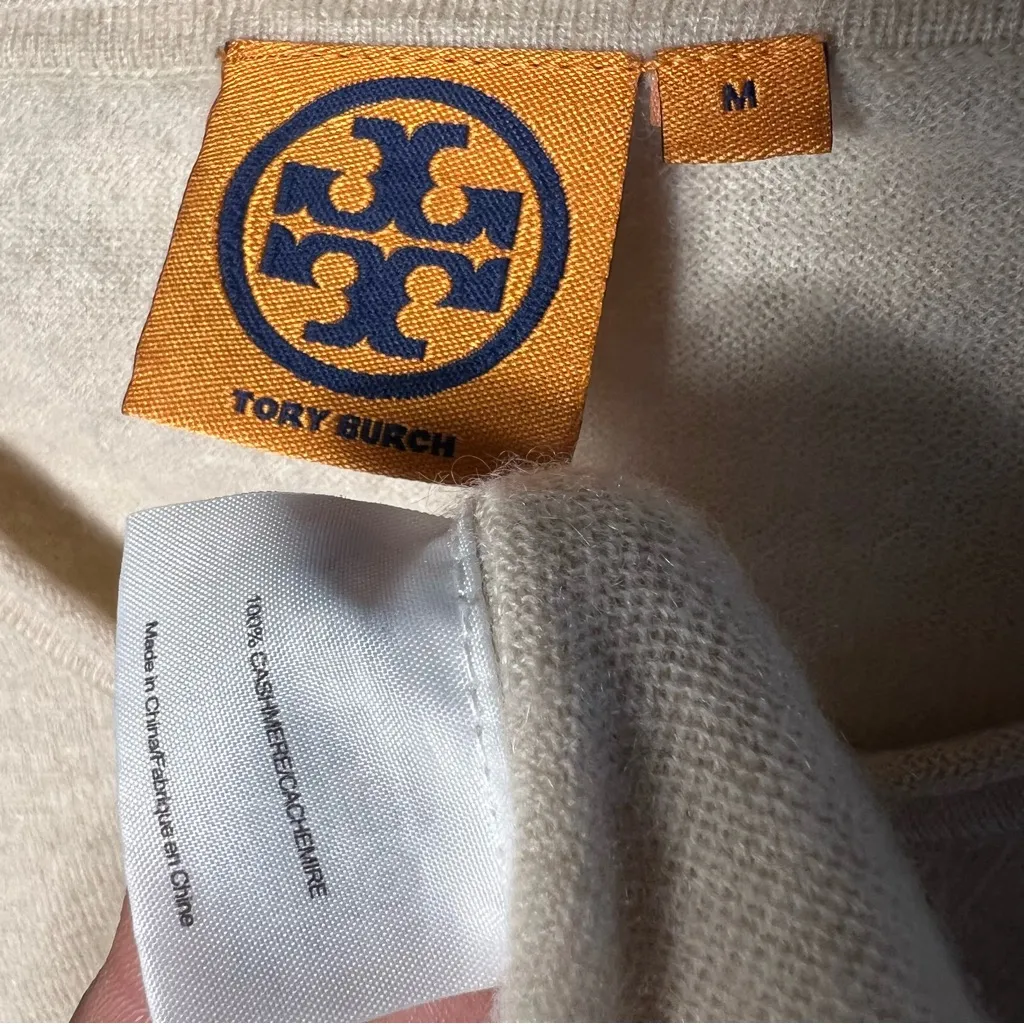 TORY BURCH
M
100% CASHMERE/CACHEMIRE
Made in China/Fabriqué en Chine